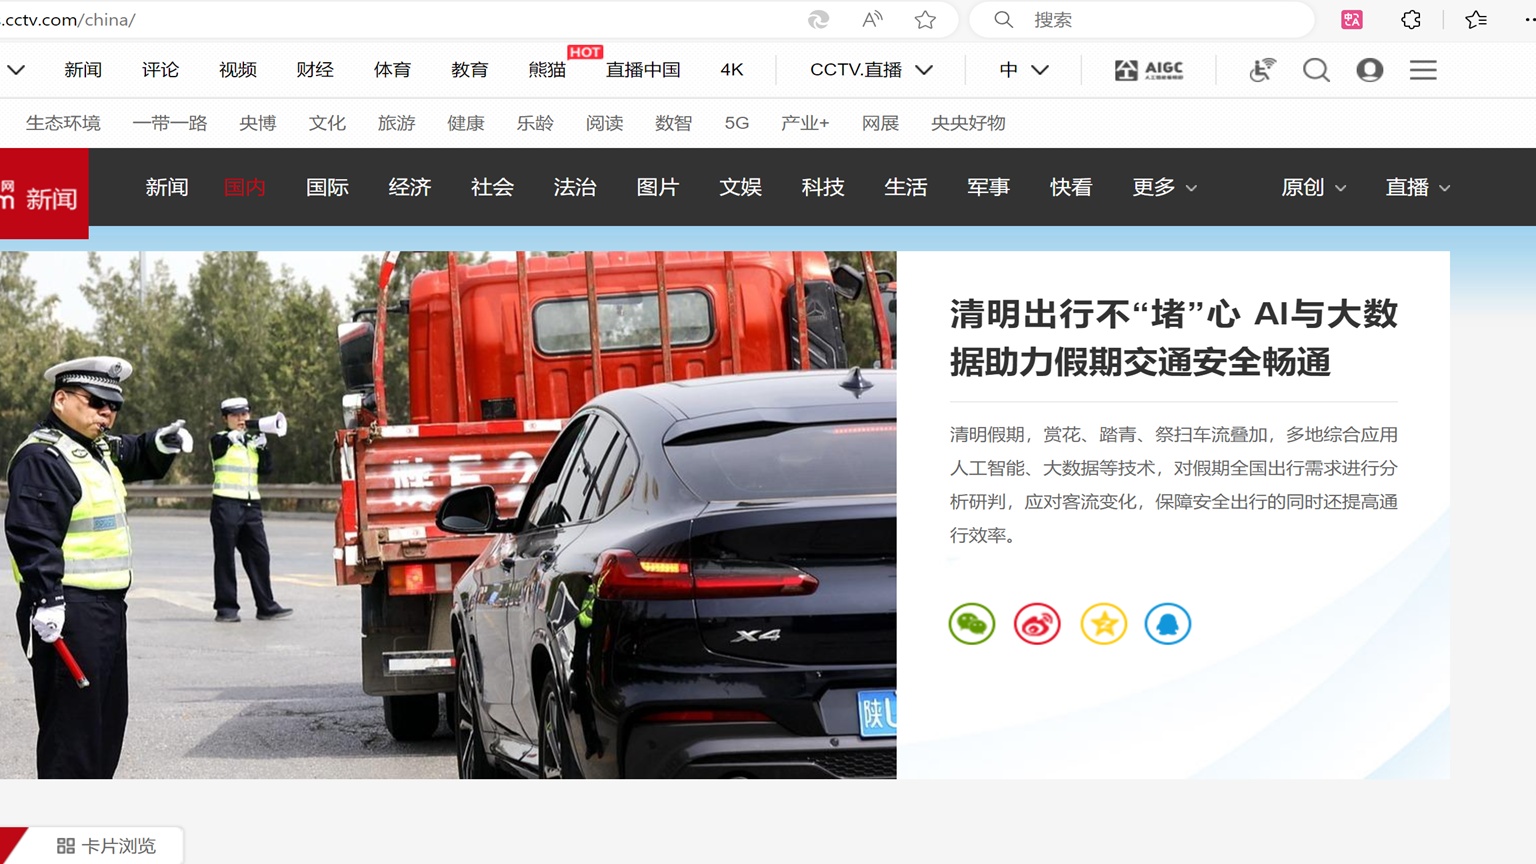 .cctv.com/china/
搜索
新闻 评论 视频 财经 体育 教育 熊猫 HOT 直播中国 4K CCTV.直播 中 AIGC
生态环境 一带一路 央博 文化 旅游 健康 乐龄 阅读 数智 5G 产业+ 网展 央央好物
网
m 新闻
新闻 国内 国际 经济 社会 法治 图片 文娱 科技 生活 军事 快看 更多 原创 直播
清明出行不“堵”心 AI与大数
据助力假期交通安全畅通
清明假期，赏花、踏青、祭扫车流叠加，多地综合应用
人工智能、大数据等技术，对假期全国出行需求进行分
析研判，应对客流变化，保障安全出行的同时还提高通
行效率。
X4
陕U
卡片浏览